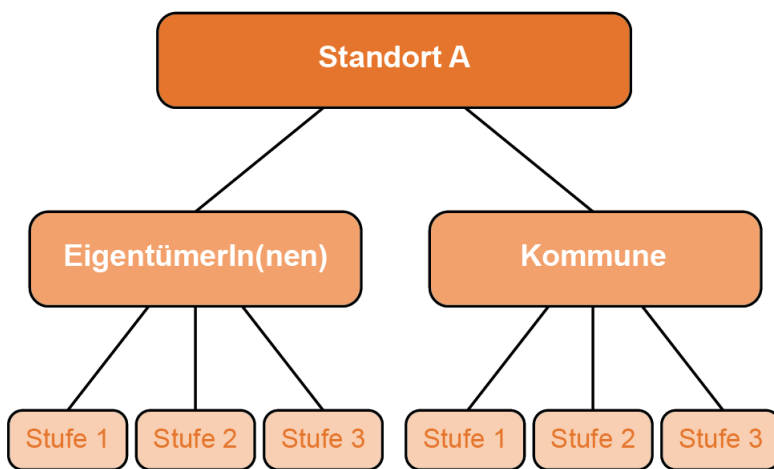 Standort A
EigentümerIn(nen)
Kommune
Stufe 1
Stufe 2
Stufe 3
Stufe 1
Stufe 2
Stufe 3